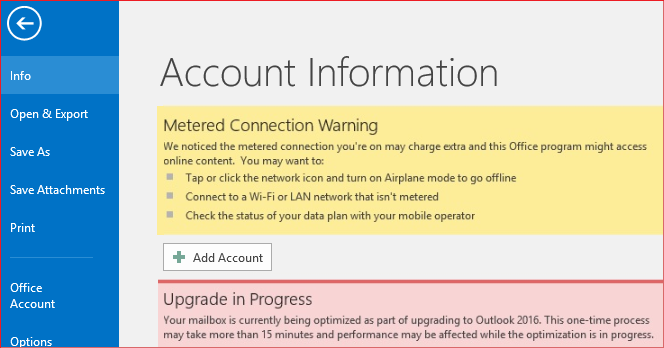 Account Information
Info
Open & Export
Save As
Save Attachments
Print
Office
Account
Options
Metered Connection Warning
We noticed the metered connection you're on may charge extra and this Office program might access
online content. You may want to:
Tap or click the network icon and turn on Airplane mode to go offline
Connect to a Wi-Fi or LAN network that isn't metered
Check the status of your data plan with your mobile operator
Add Account
Upgrade in Progress
Your mailbox is currently being optimized as part of upgrading to Outlook 2016. This one-time process
may take more than 15 minutes and performance may be affected while the optimization is in progress.